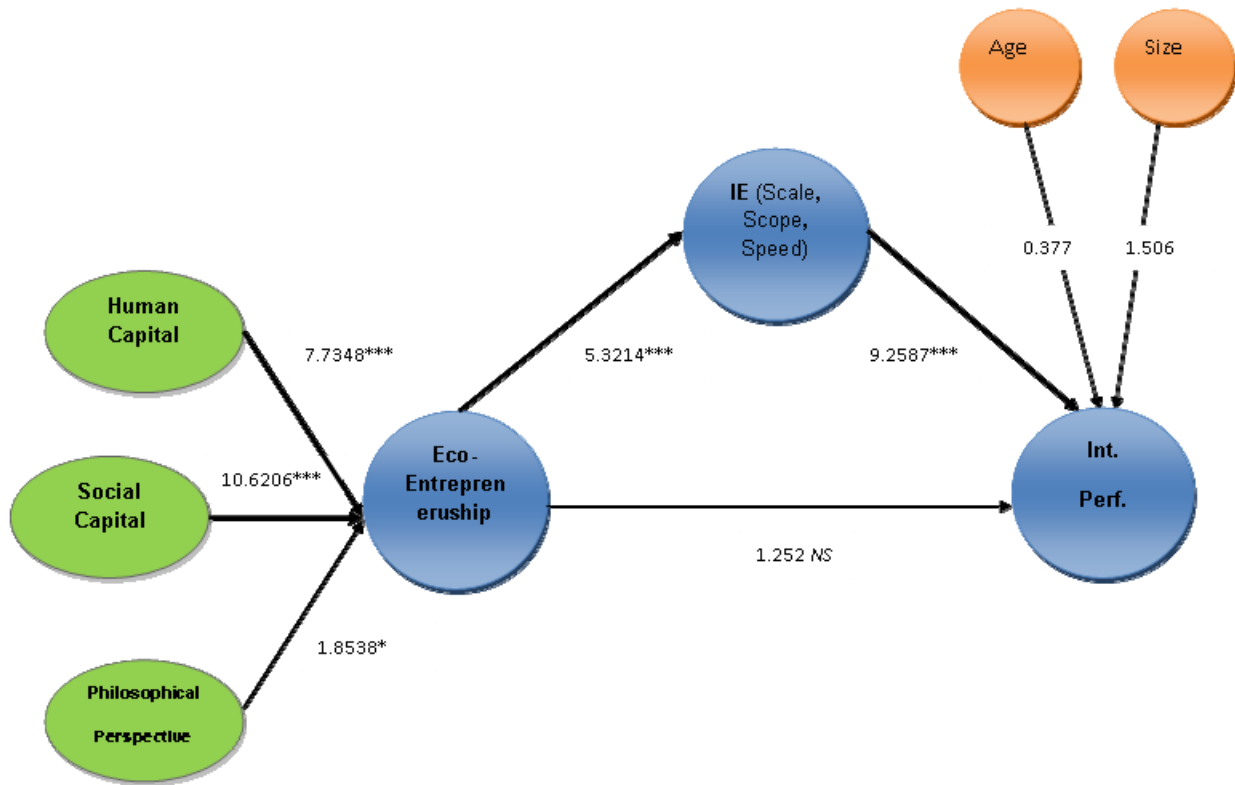 Age
Size
IE (Scale,
Scope,
Speed)
0.377
1.506
Human
Capital
7.7348***
5.3214***
9.2587***
Eco-
Entrepren
eruship
Int.
Perf.
Social
Capital
10.6206***
1.252 NS
1.8538*
Philosophical
Perspective